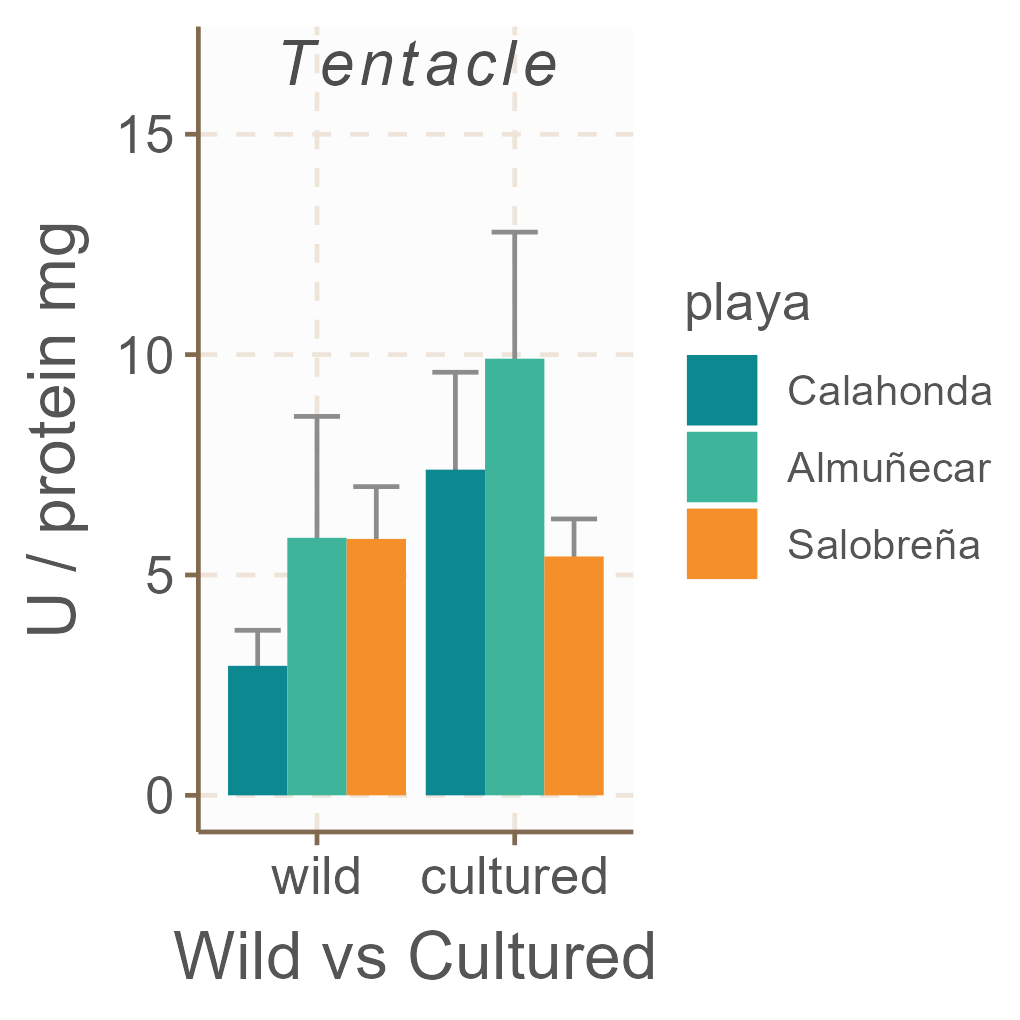 Tentacle
U / protein mg
15
10
5
0
wild cultured
Wild vs Cultured
playa
Calahonda
Almuñecar
Salobreña